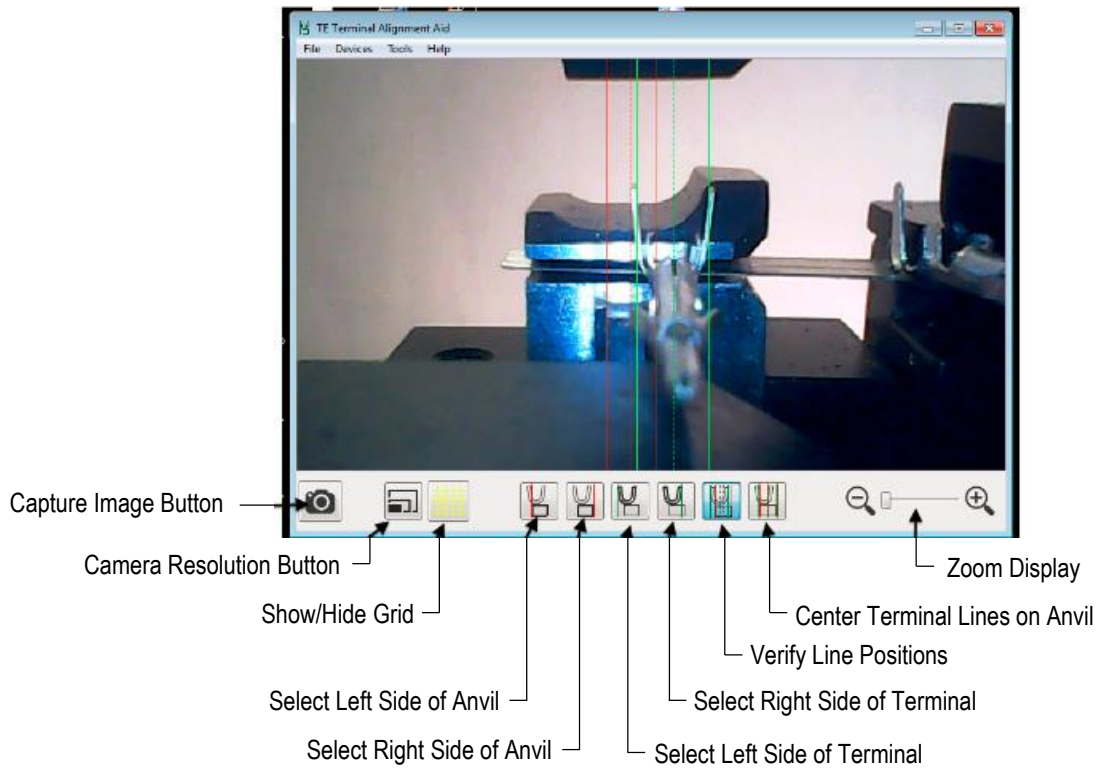 TE Terminal Alignment Aid
File Devices Tools Help
Capture Image Button
Camera Resolution Button
Zoom Display
Show/Hide Grid
Center Terminal Lines on Anvil
Verify Line Positions
Select Left Side of Anvil
Select Right Side of Terminal
Select Right Side of Anvil
Select Left Side of Terminal